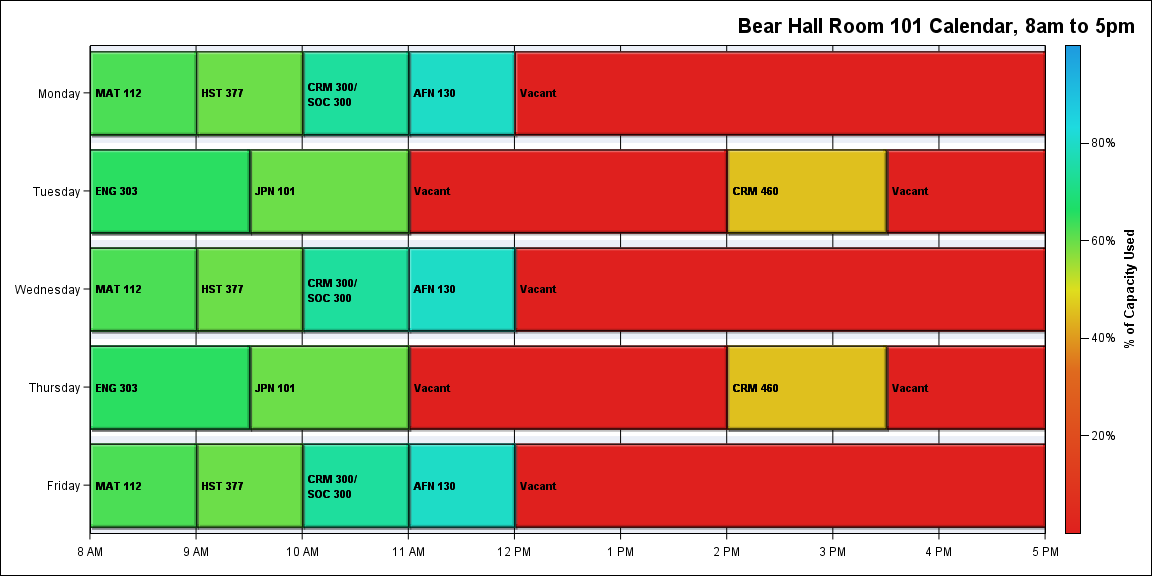 Bear Hall Room 101 Calendar, 8am to 5pm
Monday
MAT 112
HST 377
CRM 300/
SOC 300
AFN 130
Vacant
Tuesday
ENG 303
JPN 101
Vacant
CRM 460
Vacant
Wednesday
MAT 112
HST 377
CRM 300/
SOC 300
AFN 130
Vacant
Thursday
ENG 303
JPN 101
Vacant
CRM 460
Vacant
Friday
MAT 112
HST 377
CRM 300/
SOC 300
AFN 130
Vacant
8 AM
9 AM
10 AM
11 AM
12 PM
1 PM
2 PM
3 PM
4 PM
5 PM
80%
60%
40%
20%
% of Capacity Used